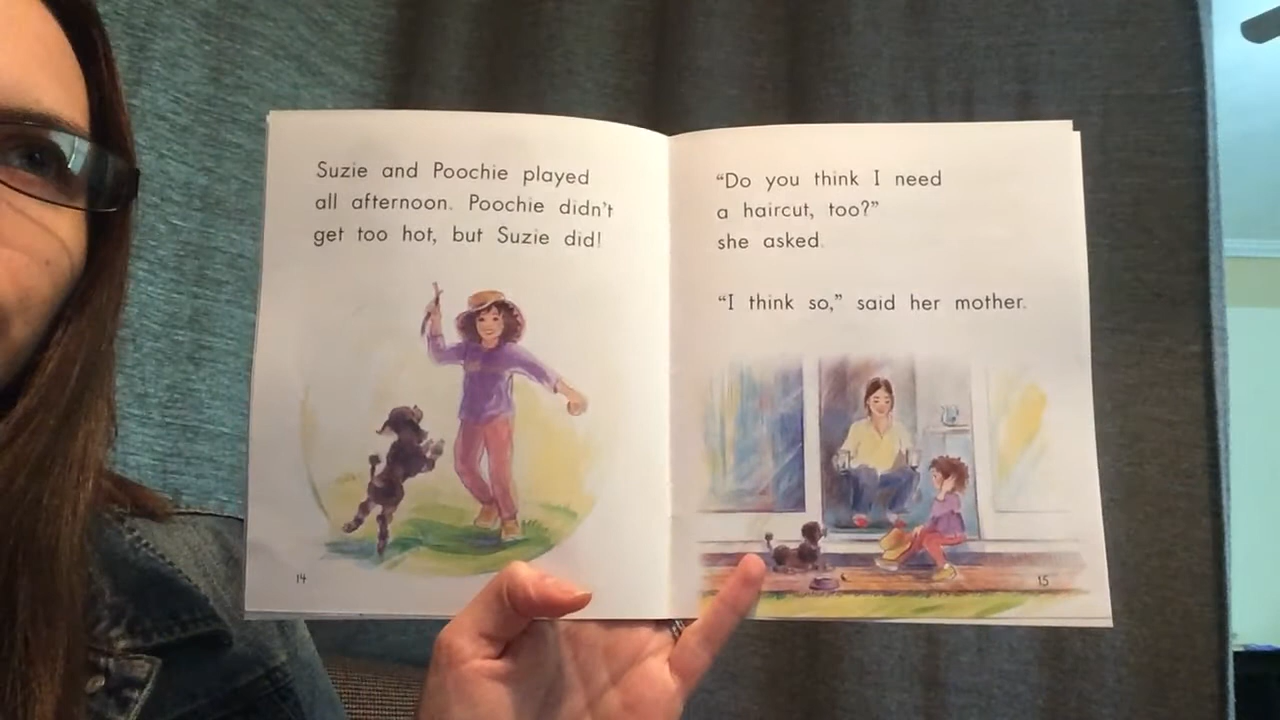 Suzie and Poochie played
all afternoon. Poochie didn't
get too hot, but Suzie did!
14
“Do you think I need
a haircut, too?”
she asked.
“I think so,” said her mother.
15